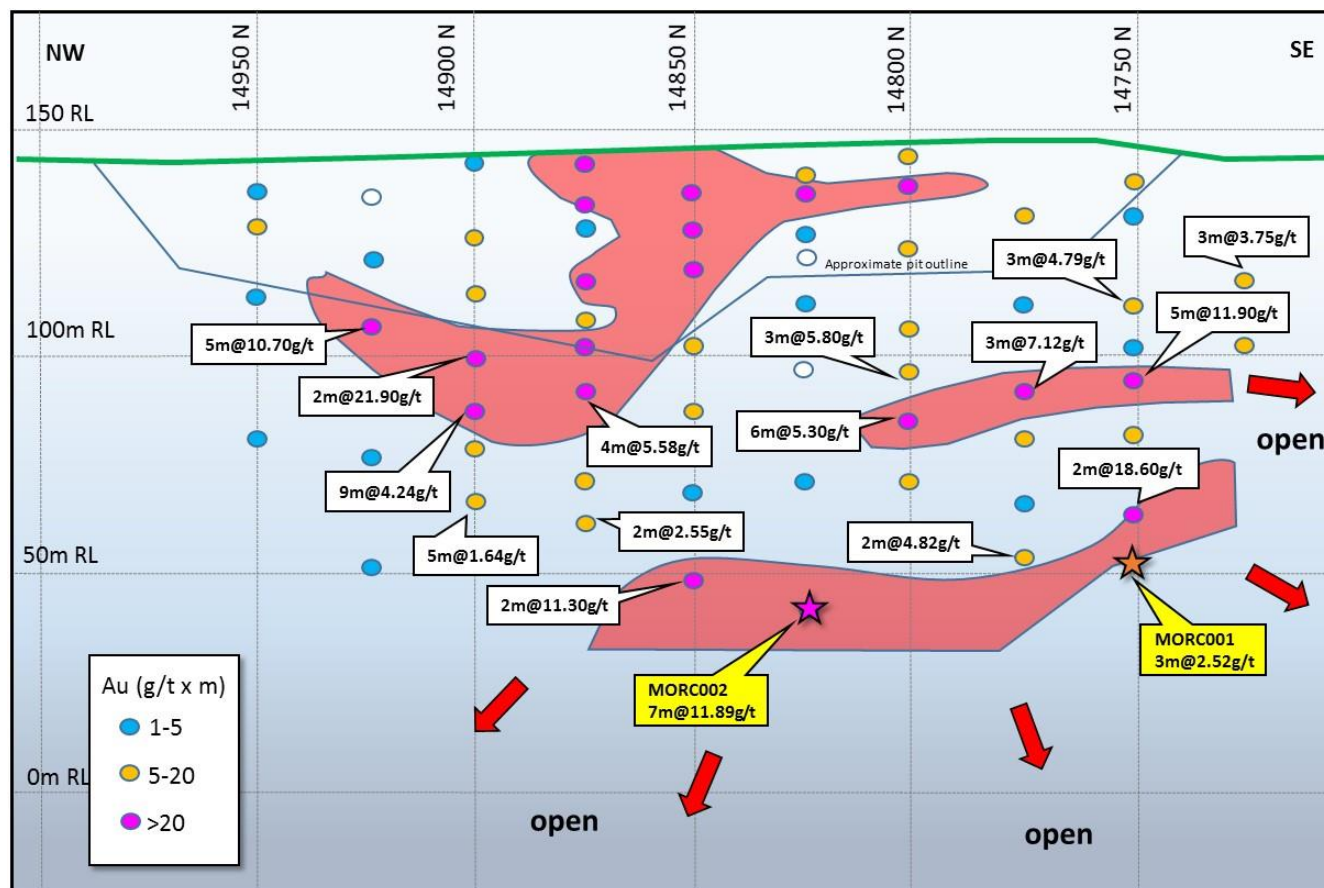 NW
14950 N
14900 N
14850 N
14800 N
14750 N
SE
150 RL
3m@3.75g/t
3m@4.79g/t
Approximate pit outline
5m@11.90g/t
100m RL
5m@10.70g/t
3m@5.80g/t
3m@7.12g/t
2m@21.90g/t
6m@5.30g/t
4m@5.58g/t
open
2m@18.60g/t
9m@4.24g/t
5m@1.64g/t
2m@2.55g/t
2m@4.82g/t
50m RL
2m@11.30g/t
MORC001
3m@2.52g/t
MORC002
7m@11.89g/t
Au (g/t x m)
1-5
5-20
>20
0m RL
open
open